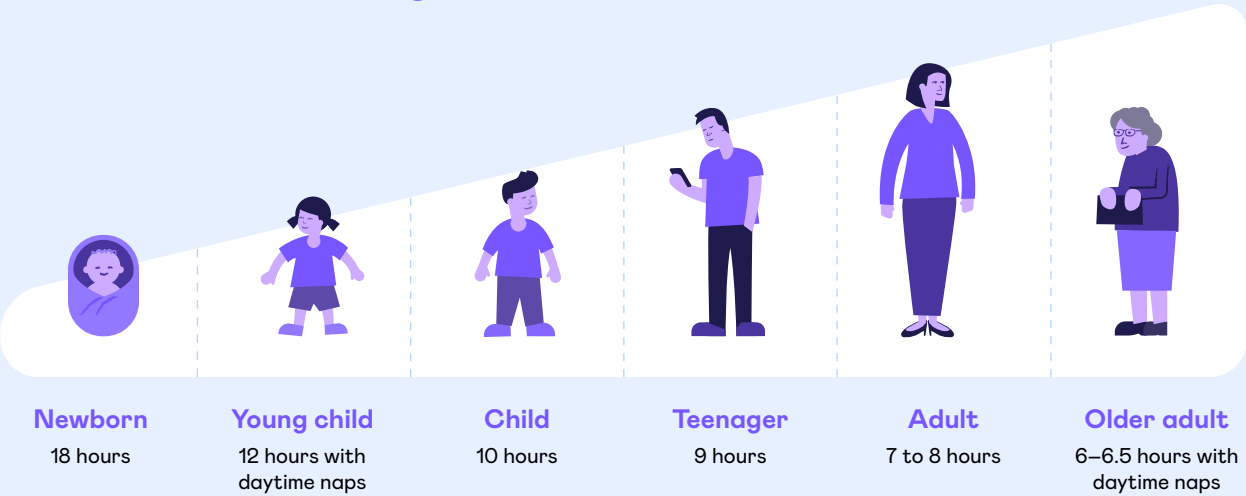 Newborn
18 hours
Young child
12 hours with
daytime naps
Child
10 hours
Teenager
9 hours
Adult
7 to 8 hours
Older adult
6–6.5 hours with
daytime naps